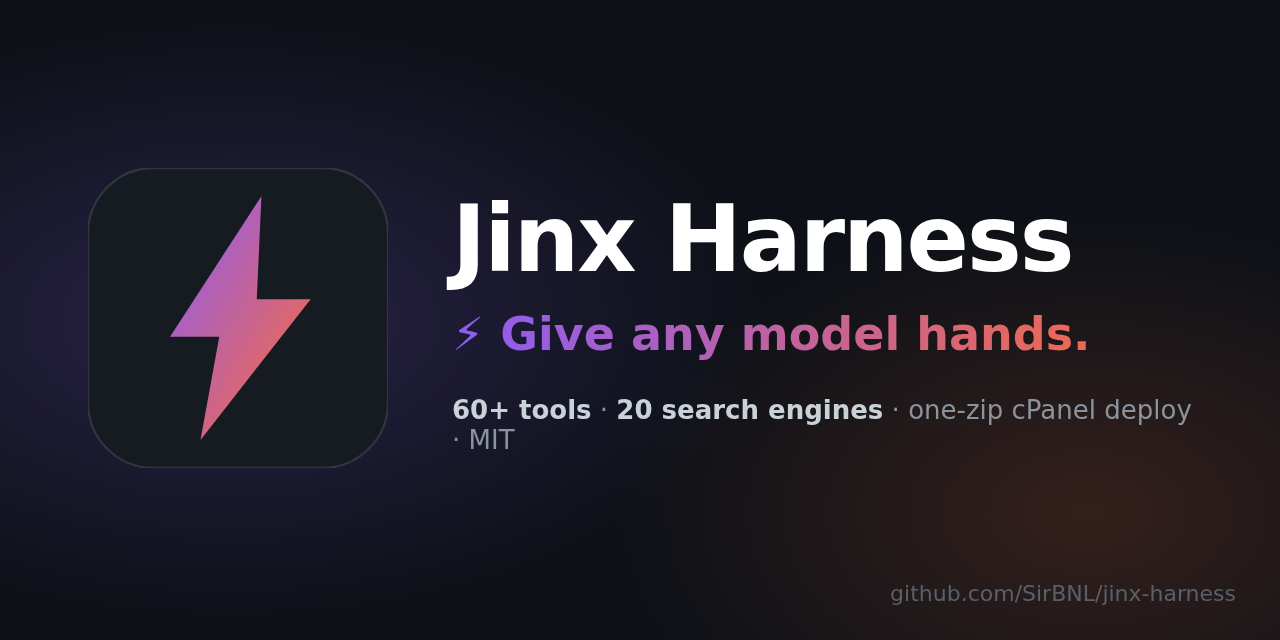 Jinx Harness
⚡ Give any model hands.
60+ tools · 20 search engines · one-zip cPanel deploy
· MIT
github.com/SirBNL/jinx-harness